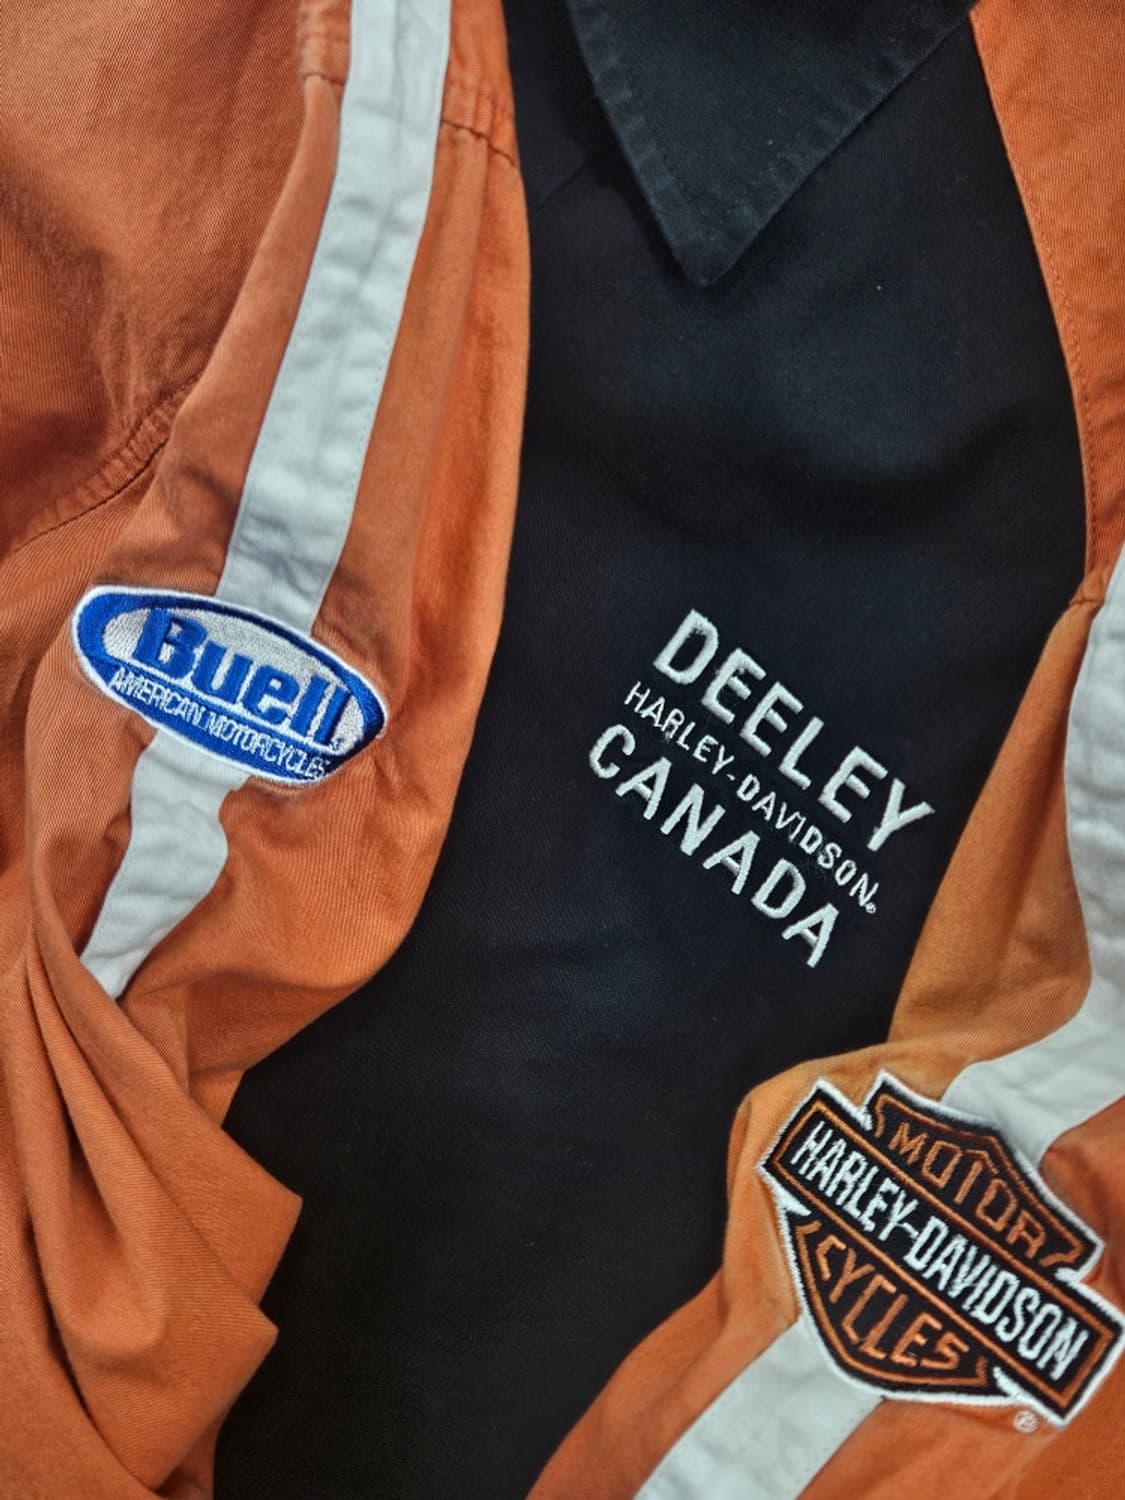 Buell
AMERICAN MOTORCYCLES
DEELEY
HARLEY-DAVIDSON®
CANADA
MOTOR
HARLEY-DAVIDSON
CYCLES
®